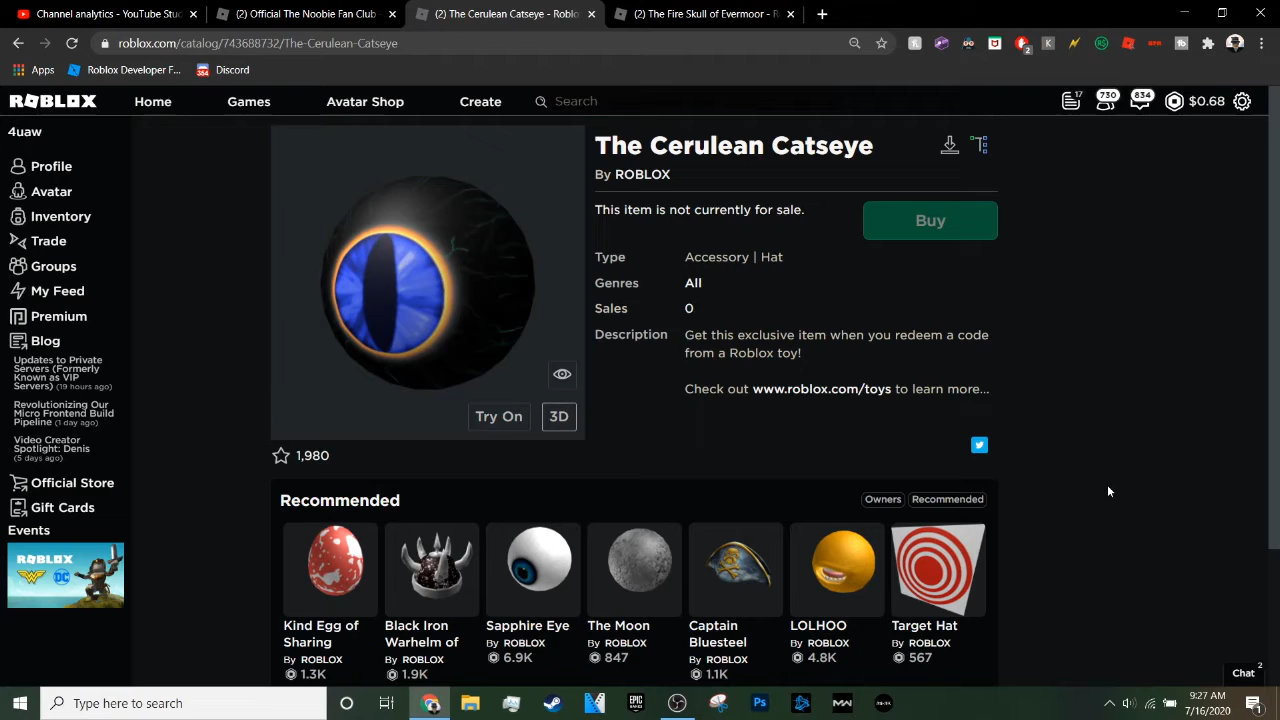 Channel analytics - YouTube Stu
(2) Official The Noobie Fan Club -
(2) The Cerulean Catseye - Roblo
(2) The Fire Skull of Evermoor - R
roblox.com/catalog/743688732/The-Cerulean-Catseye
2
Apps
Roblox Developer F...
354
Discord
ROBLOX
Home
Games
Avatar Shop
Create
Search
17
730
834
$0.68
4uaw
Profile
Avatar
Inventory
Trade
Groups
My Feed
Premium
Blog
Updates to Private
Servers (Formerly
Known as VIP
Servers) (19 hours ago)
Revolutionizing Our
Micro Frontend Build
Pipeline (1 day ago)
Video Creator
Spotlight: Denis
(5 days ago)
Official Store
Gift Cards
Events
ROBLOX
DC
The Cerulean Catseye
By ROBLOX
This item is not currently for sale.
Buy
Type
Accessory | Hat
Genres
All
Sales
0
Description
Get this exclusive item when you redeem a code
from a Roblox toy!
Check out www.roblox.com/toys to learn more...
Try On
3D
1,980
Recommended
Owners
Recommended
Kind Egg of
Sharing
By ROBLOX
1.3K
Black Iron
Warhelm of
By ROBLOX
1.9K
Sapphire Eye
By ROBLOX
6.9K
The Moon
By ROBLOX
847
Captain
Bluesteel
By ROBLOX
1.1K
LOLHOO
By ROBLOX
4.8K
Target Hat
By ROBLOX
567
Chat
2
Type here to search
EPIC
GAMES
Ps
MW
9:27 AM
7/16/2020